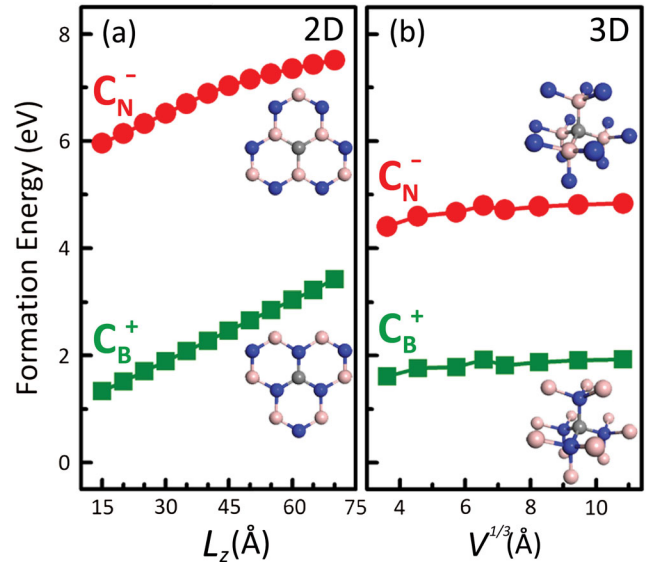 (a) 2D
(b) 3D
Formation Energy (eV)
8
6
4
2
0
C_N^-
C_B^+
C_N^-
C_B^+
15 30 45 60 75
4 6 8 10
L_z(Å)
V^{1/3}(Å)